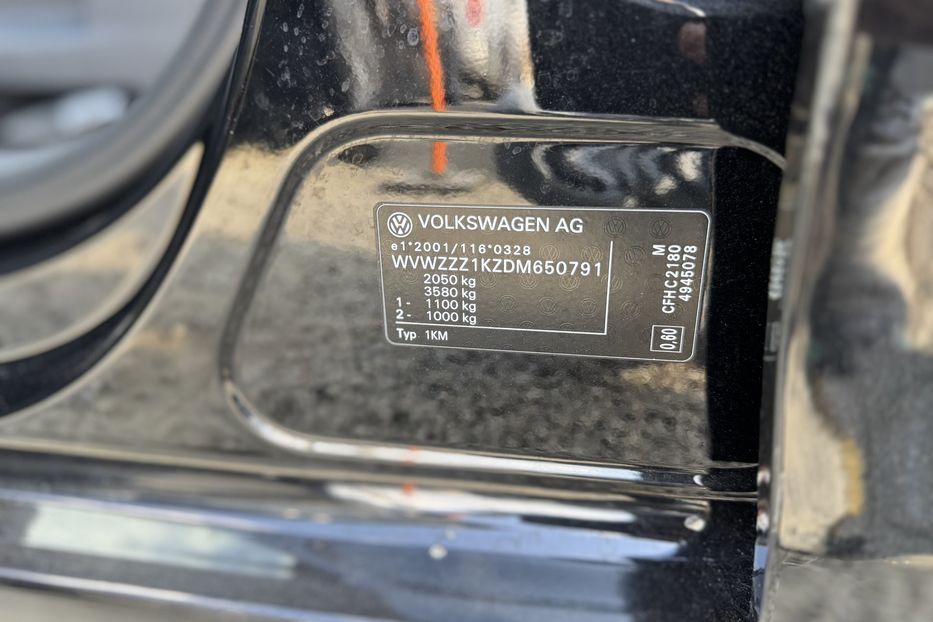 VOLKSWAGEN AG
e1*2001/116*0328
WVWZZZ1KZDM650791
2050 kg
3580 kg
1 - 1100 kg
2 - 1000 kg
Typ 1KM
M
CFHC2180
4945078
0,60